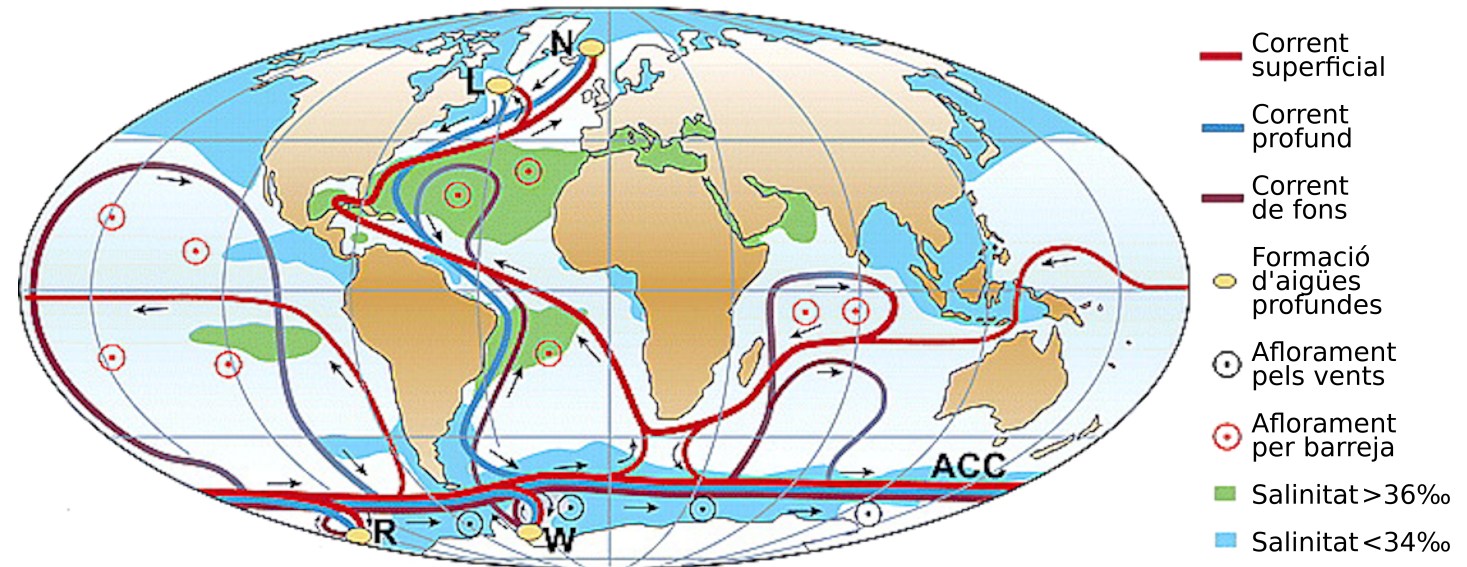 N
L
ACC
R
W
Corrent
superficial
Corrent
profund
Corrent
de fons
Formació
d'aigües
profundes
Aflorament
pels vents
Aflorament
per barreja
Salinitat >36‰
Salinitat <34‰